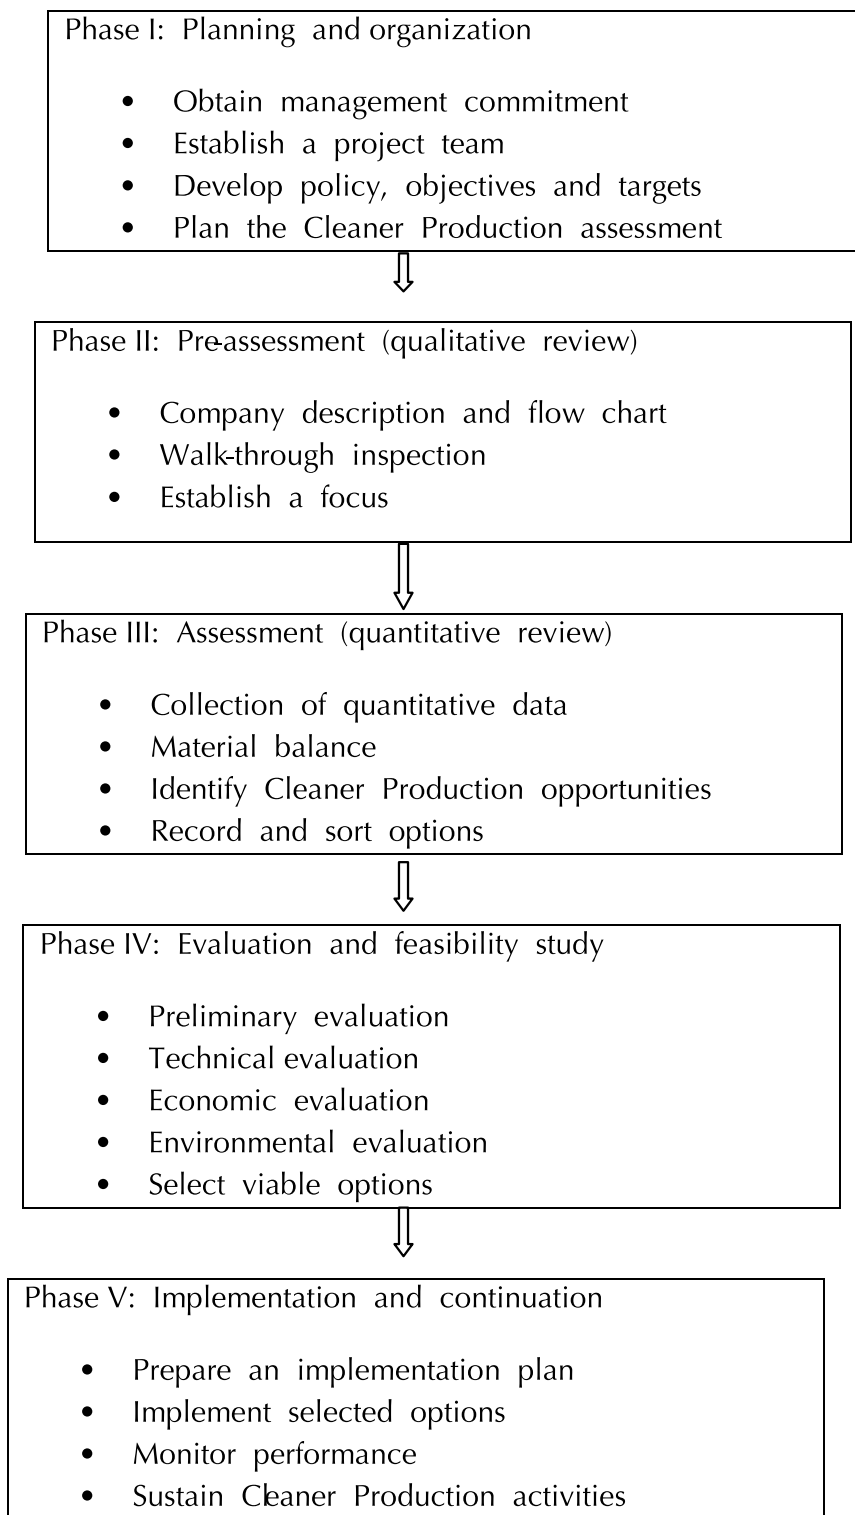 Phase I: Planning and organization
• Obtain management commitment
• Establish a project team
• Develop policy, objectives and targets
• Plan the Cleaner Production assessment
Phase II: Pre-assessment (qualitative review)
• Company description and flow chart
• Walk-through inspection
• Establish a focus
Phase III: Assessment (quantitative review)
• Collection of quantitative data
• Material balance
• Identify Cleaner Production opportunities
• Record and sort options
Phase IV: Evaluation and feasibility study
• Preliminary evaluation
• Technical evaluation
• Economic evaluation
• Environmental evaluation
• Select viable options
Phase V: Implementation and continuation
• Prepare an implementation plan
• Implement selected options
• Monitor performance
• Sustain Cleaner Production activities